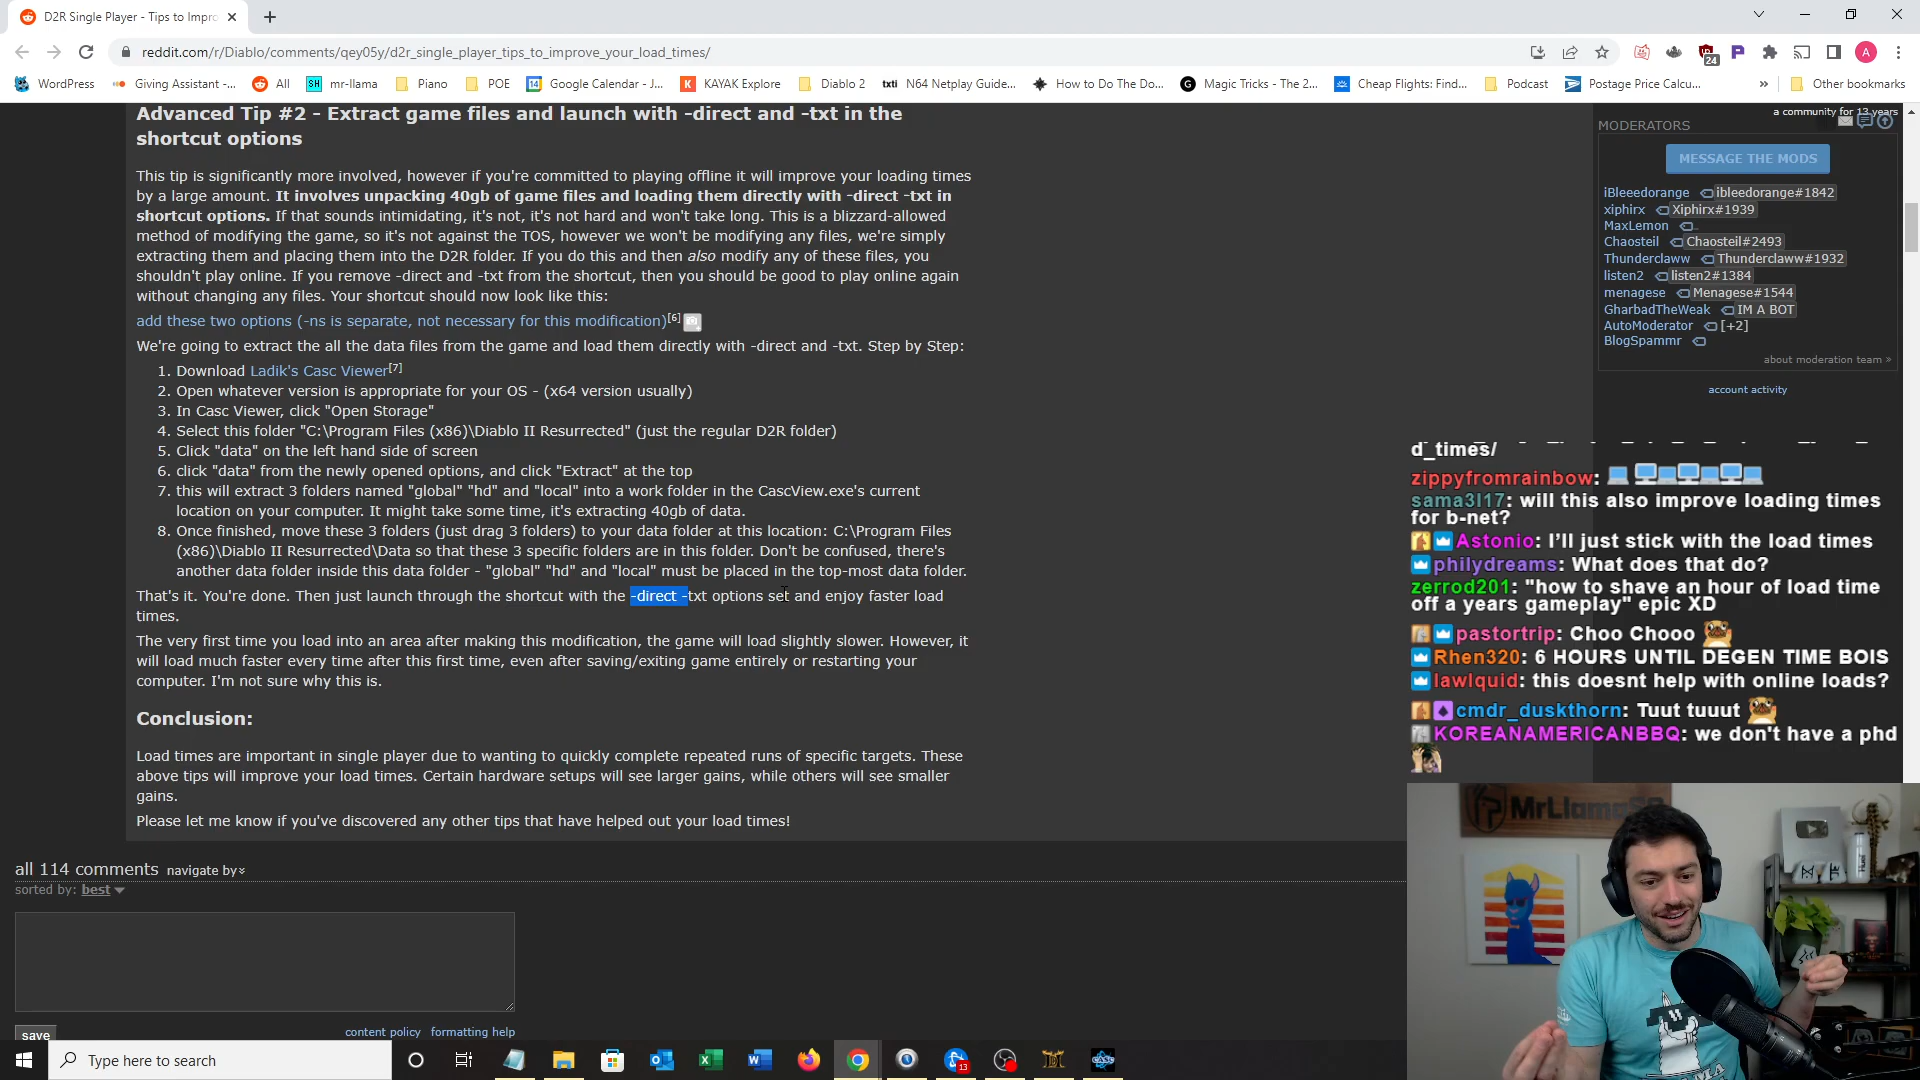 D2R Single Player - Tips to Impro
reddit.com/r/Diablo/comments/qey05y/d2r_single_player_tips_to_improve_your_load_times/
24
A
WordPress
Giving Assistant -...
All
SH
mr-llama
Piano
POE
14
Google Calendar - J...
K
KAYAK Explore
Diablo 2
txti
N64 Netplay Guide...
How to Do The Do...
G
Magic Tricks - The 2...
Cheap Flights: Find...
Podcast
Postage Price Calcu...
»
Other bookmarks
Advanced Tip #2 - Extract game files and launch with -direct and -txt in the
shortcut options
This tip is significantly more involved, however if you're committed to playing offline it will improve your loading times
by a large amount. It involves unpacking 40gb of game files and loading them directly with -direct -txt in
shortcut options. If that sounds intimidating, it's not, it's not hard and won't take long. This is a blizzard-allowed
method of modifying the game, so it's not against the TOS, however we won't be modifying any files, we're simply
extracting them and placing them into the D2R folder. If you do this and then also modify any of these files, you
shouldn't play online. If you remove -direct and -txt from the shortcut, then you should be good to play online again
without changing any files. Your shortcut should now look like this:
add these two options (-ns is separate, not necessary for this modification)[6]
We're going to extract the all the data files from the game and load them directly with -direct and -txt. Step by Step:
1. Download Ladik's Casc Viewer[7]
2. Open whatever version is appropriate for your OS - (x64 version usually)
3. In Casc Viewer, click "Open Storage"
4. Select this folder "C:\Program Files (x86)\Diablo II Resurrected" (just the regular D2R folder)
5. Click "data" on the left hand side of screen
6. click "data" from the newly opened options, and click "Extract" at the top
7. this will extract 3 folders named "global" "hd" and "local" into a work folder in the CascView.exe's current
location on your computer. It might take some time, it's extracting 40gb of data.
8. Once finished, move these 3 folders (just drag 3 folders) to your data folder at this location: C:\Program Files
(x86)\Diablo II Resurrected\Data so that these 3 specific folders are in this folder. Don't be confused, there's
another data folder inside this data folder - "global" "hd" and "local" must be placed in the top-most data folder.
That's it. You're done. Then just launch through the shortcut with the -direct -txt options set and enjoy faster load
times.
The very first time you load into an area after making this modification, the game will load slightly slower. However, it
will load much faster every time after this first time, even after saving/exiting game entirely or restarting your
computer. I'm not sure why this is.
Conclusion:
Load times are important in single player due to wanting to quickly complete repeated runs of specific targets. These
above tips will improve your load times. Certain hardware setups will see larger gains, while others will see smaller
gains.
Please let me know if you've discovered any other tips that have helped out your load times!
all 114 comments navigate by
sorted by: best
save
content policy formatting help
a community for 13 years
MODERATORS
MESSAGE THE MODS
iBleeedorange ibleedorange#1842
xiphirx Xiphirx#1939
MaxLemon
Chaosteil Chaosteil#2493
Thunderclaww Thunderclaww#1932
listen2 listen2#1384
menagese Menagese#1544
GharbadTheWeak IM A BOT
AutoModerator [+2]
BlogSpammr
about moderation team »
account activity
d_times/
zippyfromrainbow:
sama3l17: will this also improve loading times
for b-net?
Astonio: I'll just stick with the load times
philydreams: What does that do?
zerrod201: "how to shave an hour of load time
off a years gameplay" epic XD
pastortrip: Choo Chooo
Rhen320: 6 HOURS UNTIL DEGEN TIME BOIS
lawlquid: this doesnt help with online loads?
cmdr_duskthorn: Tuut tuuut
KOREANAMERICANBBQ: we don't have a phd
Type here to search
13